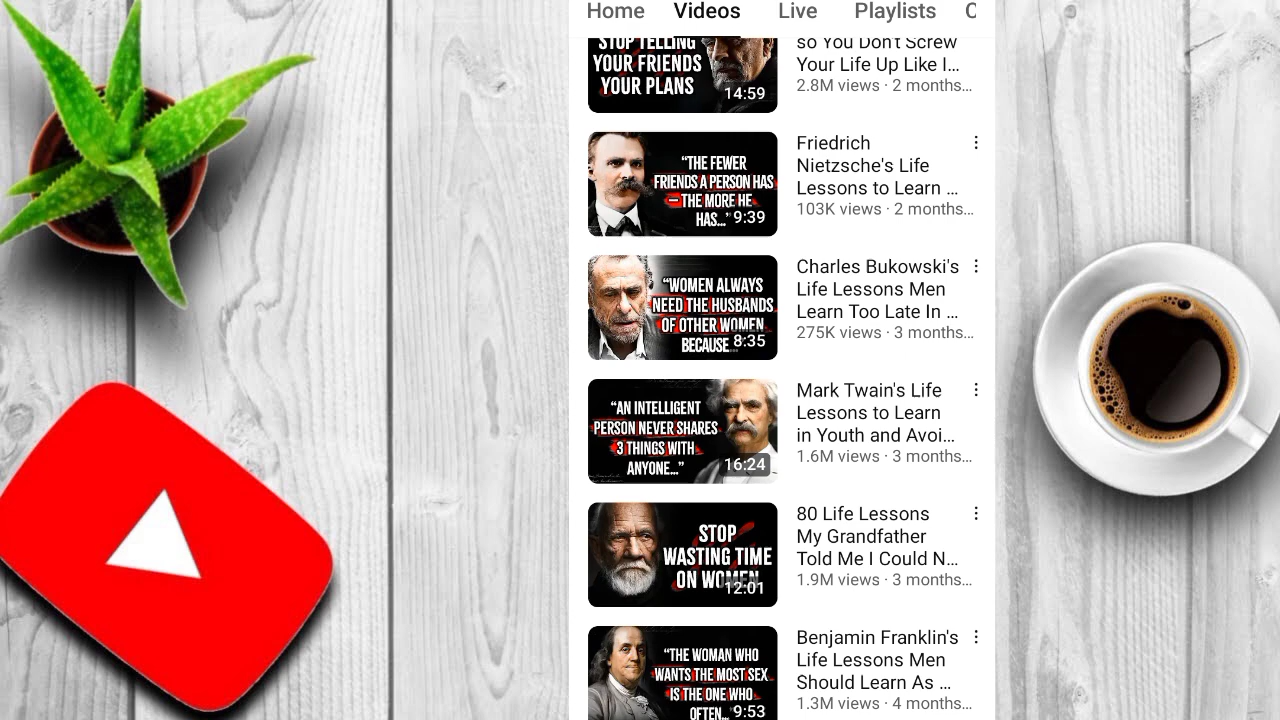 Home Videos Live Playlists C
STOP TELLING
YOUR FRIENDS
YOUR PLANS
14:59
so You Don't Screw
Your Life Up Like I...
2.8M views · 2 months...
“THE FEWER
FRIENDS A PERSON HAS
–THE MORE HE
HAS...”
9:39
Friedrich
Nietzsche's Life
Lessons to Learn ...
103K views · 2 months...
“WOMEN ALWAYS
NEED THE HUSBANDS
OF OTHER WOMEN
BECAUSE...
8:35
Charles Bukowski's
Life Lessons Men
Learn Too Late In ...
275K views · 3 months...
“AN INTELLIGENT
PERSON NEVER SHARES
3 THINGS WITH
ANYONE...”
16:24
Mark Twain's Life
Lessons to Learn
in Youth and Avoi...
1.6M views · 3 months...
STOP
WASTING TIME
ON WOMEN
12:01
80 Life Lessons
My Grandfather
Told Me I Could N...
1.9M views · 3 months...
“THE WOMAN WHO
WANTS THE MOST SEX
IS THE ONE WHO
OFTEN...
9:53
Benjamin Franklin's
Life Lessons Men
Should Learn As ...
1.3M views · 4 months...